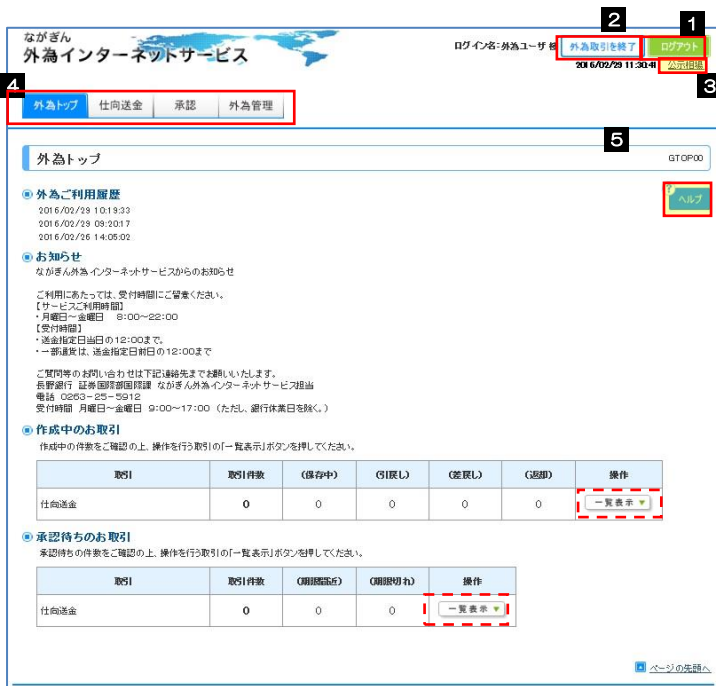 ながぎん
外為インターネットサービス
ログイン名：外為ユーザ 様
2
外為取引を終了
1
ログアウト
2016/02/29 11:30:41
公示相場
3
4
外為トップ
仕向送金
承認
外為管理
5
外為トップ
GTOP00
?
ヘルプ
外為ご利用履歴
2016/02/29 10:19:33
2016/02/29 09:20:17
2016/02/26 14:05:02
お知らせ
ながぎん外為インターネットサービスからのお知らせ
ご利用にあたっては、受付時間にご留意ください。
【サービスご利用時間】
・月曜日～金曜日　8:00～22:00
【受付時間】
・送金指定日当日の12:00まで。
・一部通貨は、送金指定日前日の12:00まで
ご質問等のお問い合わせは下記連絡先までお願いいたします。
長野銀行 証券国際部国際課 ながぎん外為インターネットサービス担当
電話 0263-25-5912
受付時間 月曜日～金曜日 9:00～17:00 （ただし、銀行休業日を除く。）
作成中のお取引
作成中の件数をご確認の上、操作を行う取引の「一覧表示」ボタンを押してください。
取引 取引件数 (保存中) (引戻し) (差戻し) (返却) 操作
仕向送金 0 0 0 0 0 一覧表示 ▼
承認待ちのお取引
承認待ちの件数をご確認の上、操作を行う取引の「一覧表示」ボタンを押してください。
取引 取引件数 (期限間近) (期限切れ) 操作
仕向送金 0 0 0 一覧表示 ▼
ページの先頭へ